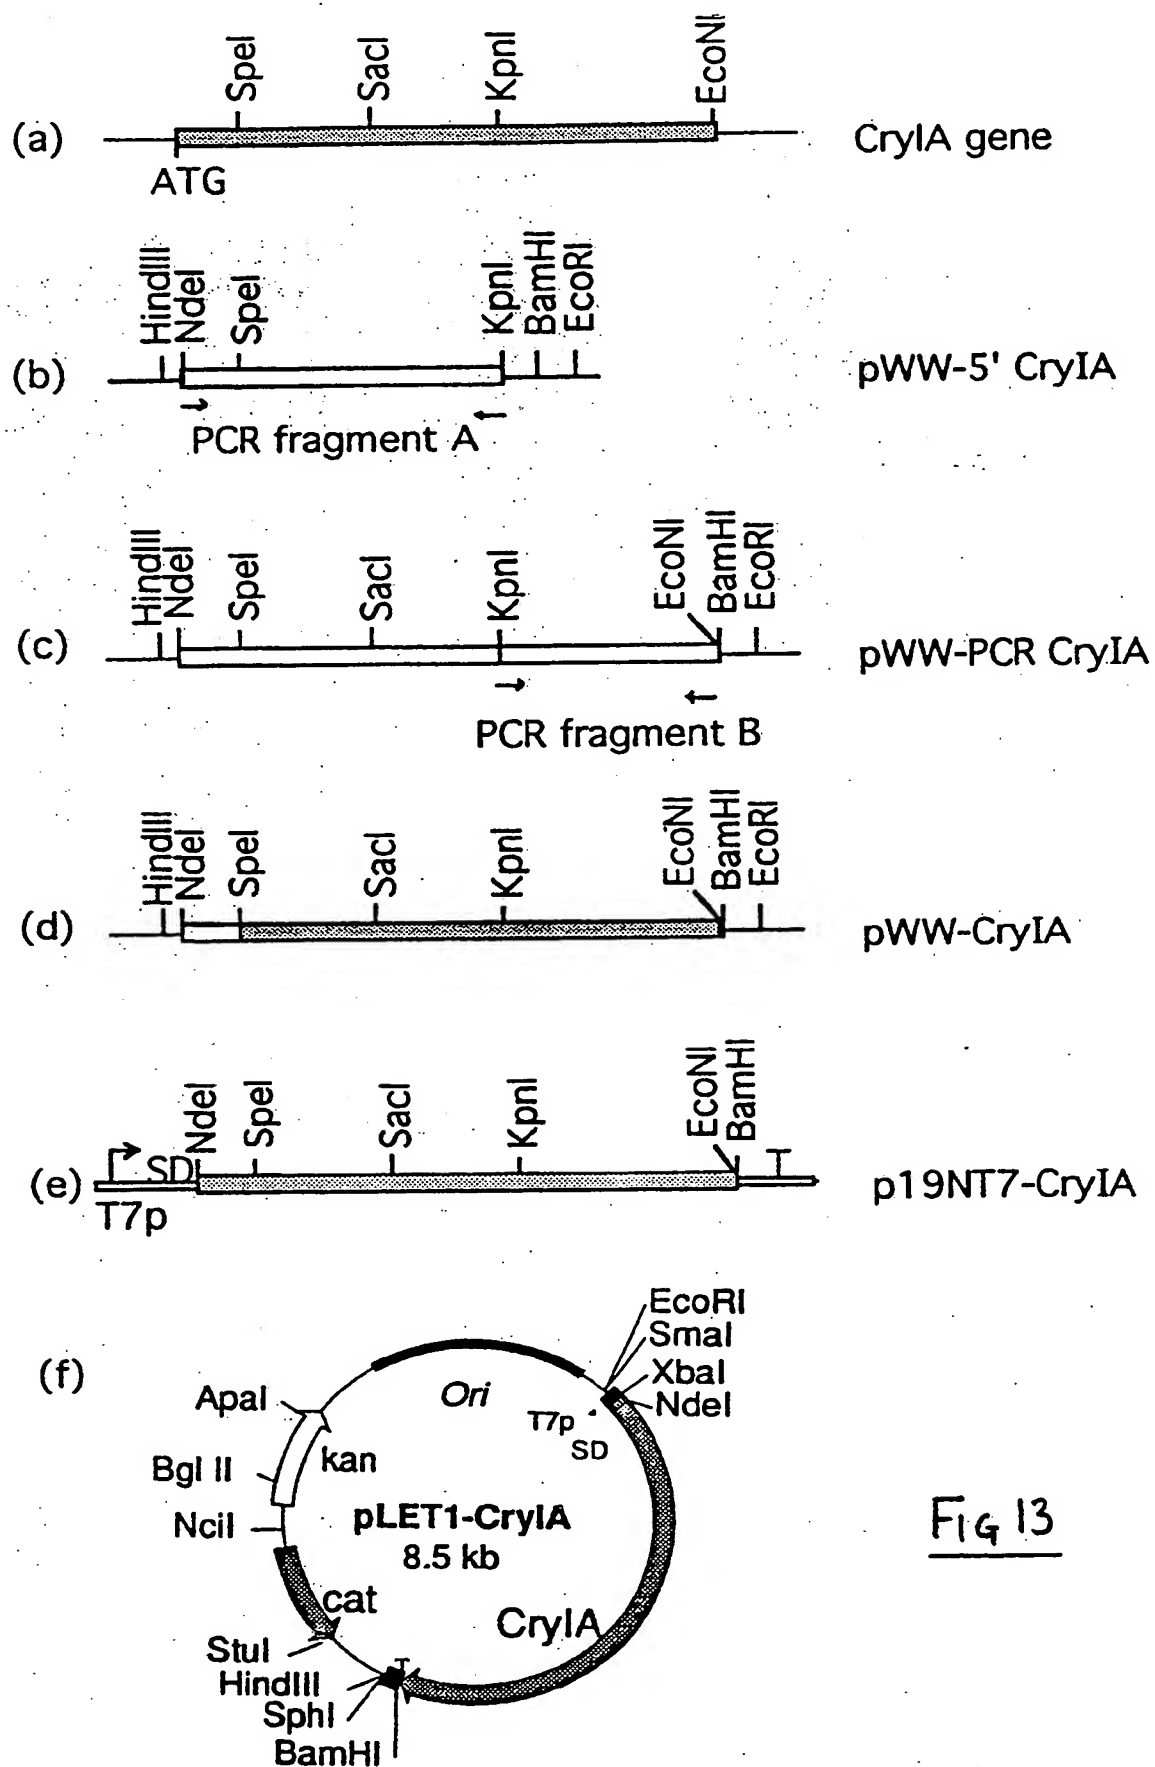 SpeI SacI KpnI EcoNI
(a) CryIA gene
ATG
HindIII NdeI SpeI KpnI BamHI EcoRI
(b) pWW-5' CryIA
PCR fragment A
HindIII NdeI SpeI SacI KpnI EcoNI BamHI EcoRI
(c) pWW-PCR CryIA
PCR fragment B
HindIII NdeI SpeI SacI KpnI EcoNI BamHI EcoRI
(d) pWW-CryIA
NdeI SpeI SacI KpnI EcoNI BamHI
(e) SD T p19NT7-CryIA
T7p
(f)
EcoRI
SmaI
XbaI
NdeI
ApaI
Ori
T7p
SD
Bgl II
kan
NciI
pLET1-CryIA
8.5 kb
FIG 13
cat
CryIA
StuI
HindIII
T
SphI
BamHI